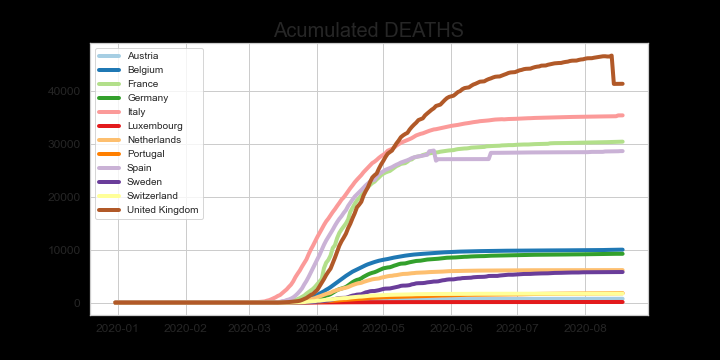 Acumulated DEATHS
Austria
Belgium
France
Germany
Italy
Luxembourg
Netherlands
Portugal
Spain
Sweden
Switzerland
United Kingdom
40000
30000
20000
10000
0
2020-01 2020-02 2020-03 2020-04 2020-05 2020-06 2020-07 2020-08